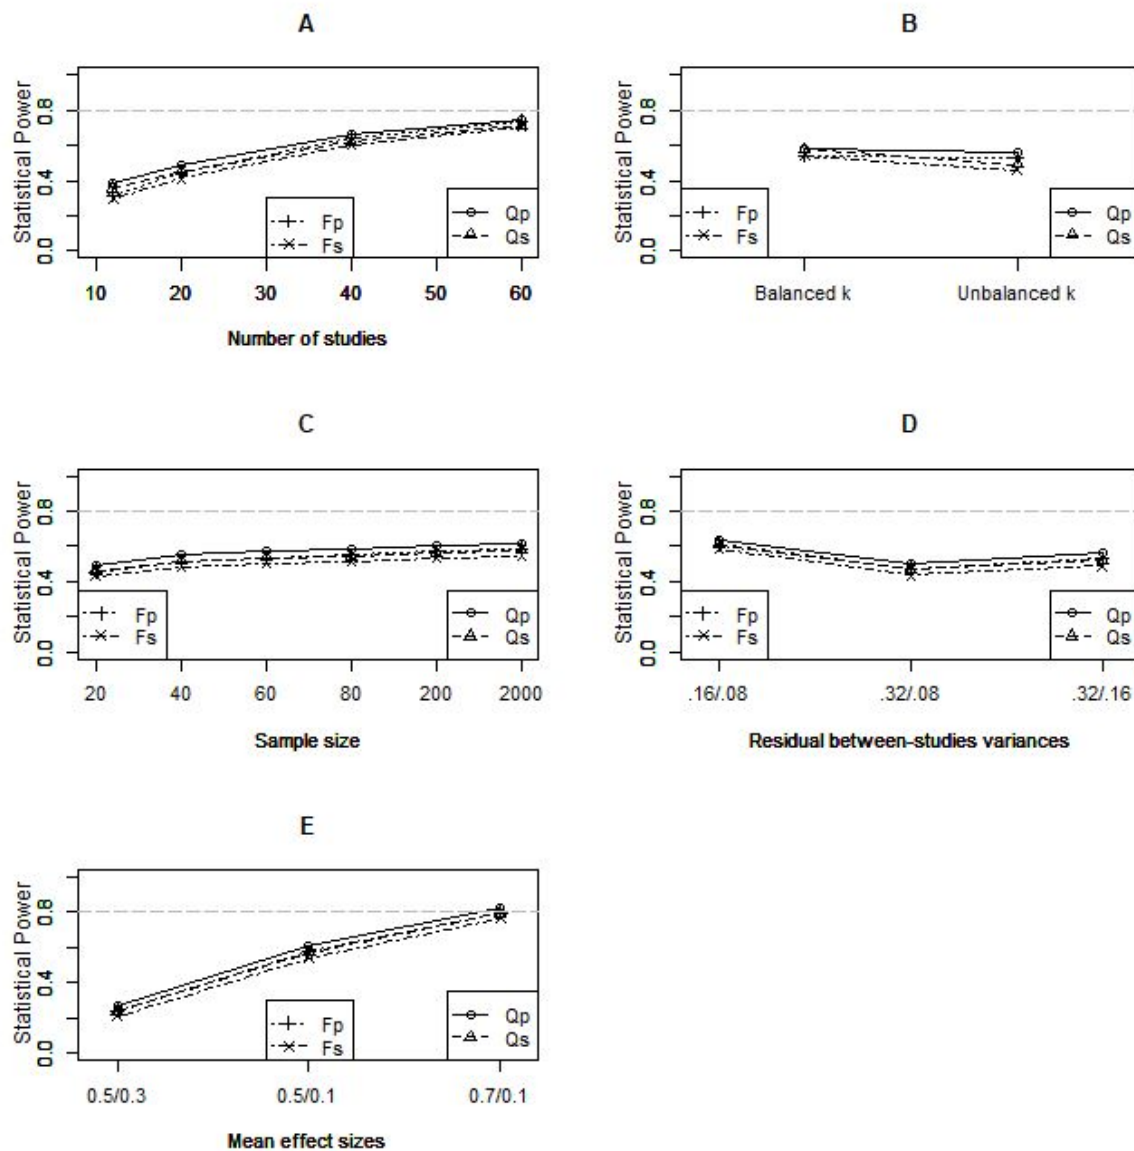 A
Statistical Power
0.0 0.4 0.8
Fp
Fs
Qp
Qs
10 20 30 40 50 60
Number of studies
B
Statistical Power
0.0 0.4 0.8
Fp
Fs
Qp
Qs
Balanced k Unbalanced k
C
Statistical Power
0.0 0.4 0.8
Fp
Fs
Qp
Qs
20 40 60 80 200 2000
Sample size
D
Statistical Power
0.0 0.4 0.8
Fp
Fs
Qp
Qs
.16/.08 .32/.08 .32/.16
Residual between-studies variances
E
Statistical Power
0.0 0.4 0.8
Fp
Fs
Qp
Qs
0.5/0.3 0.5/0.1 0.7/0.1
Mean effect sizes